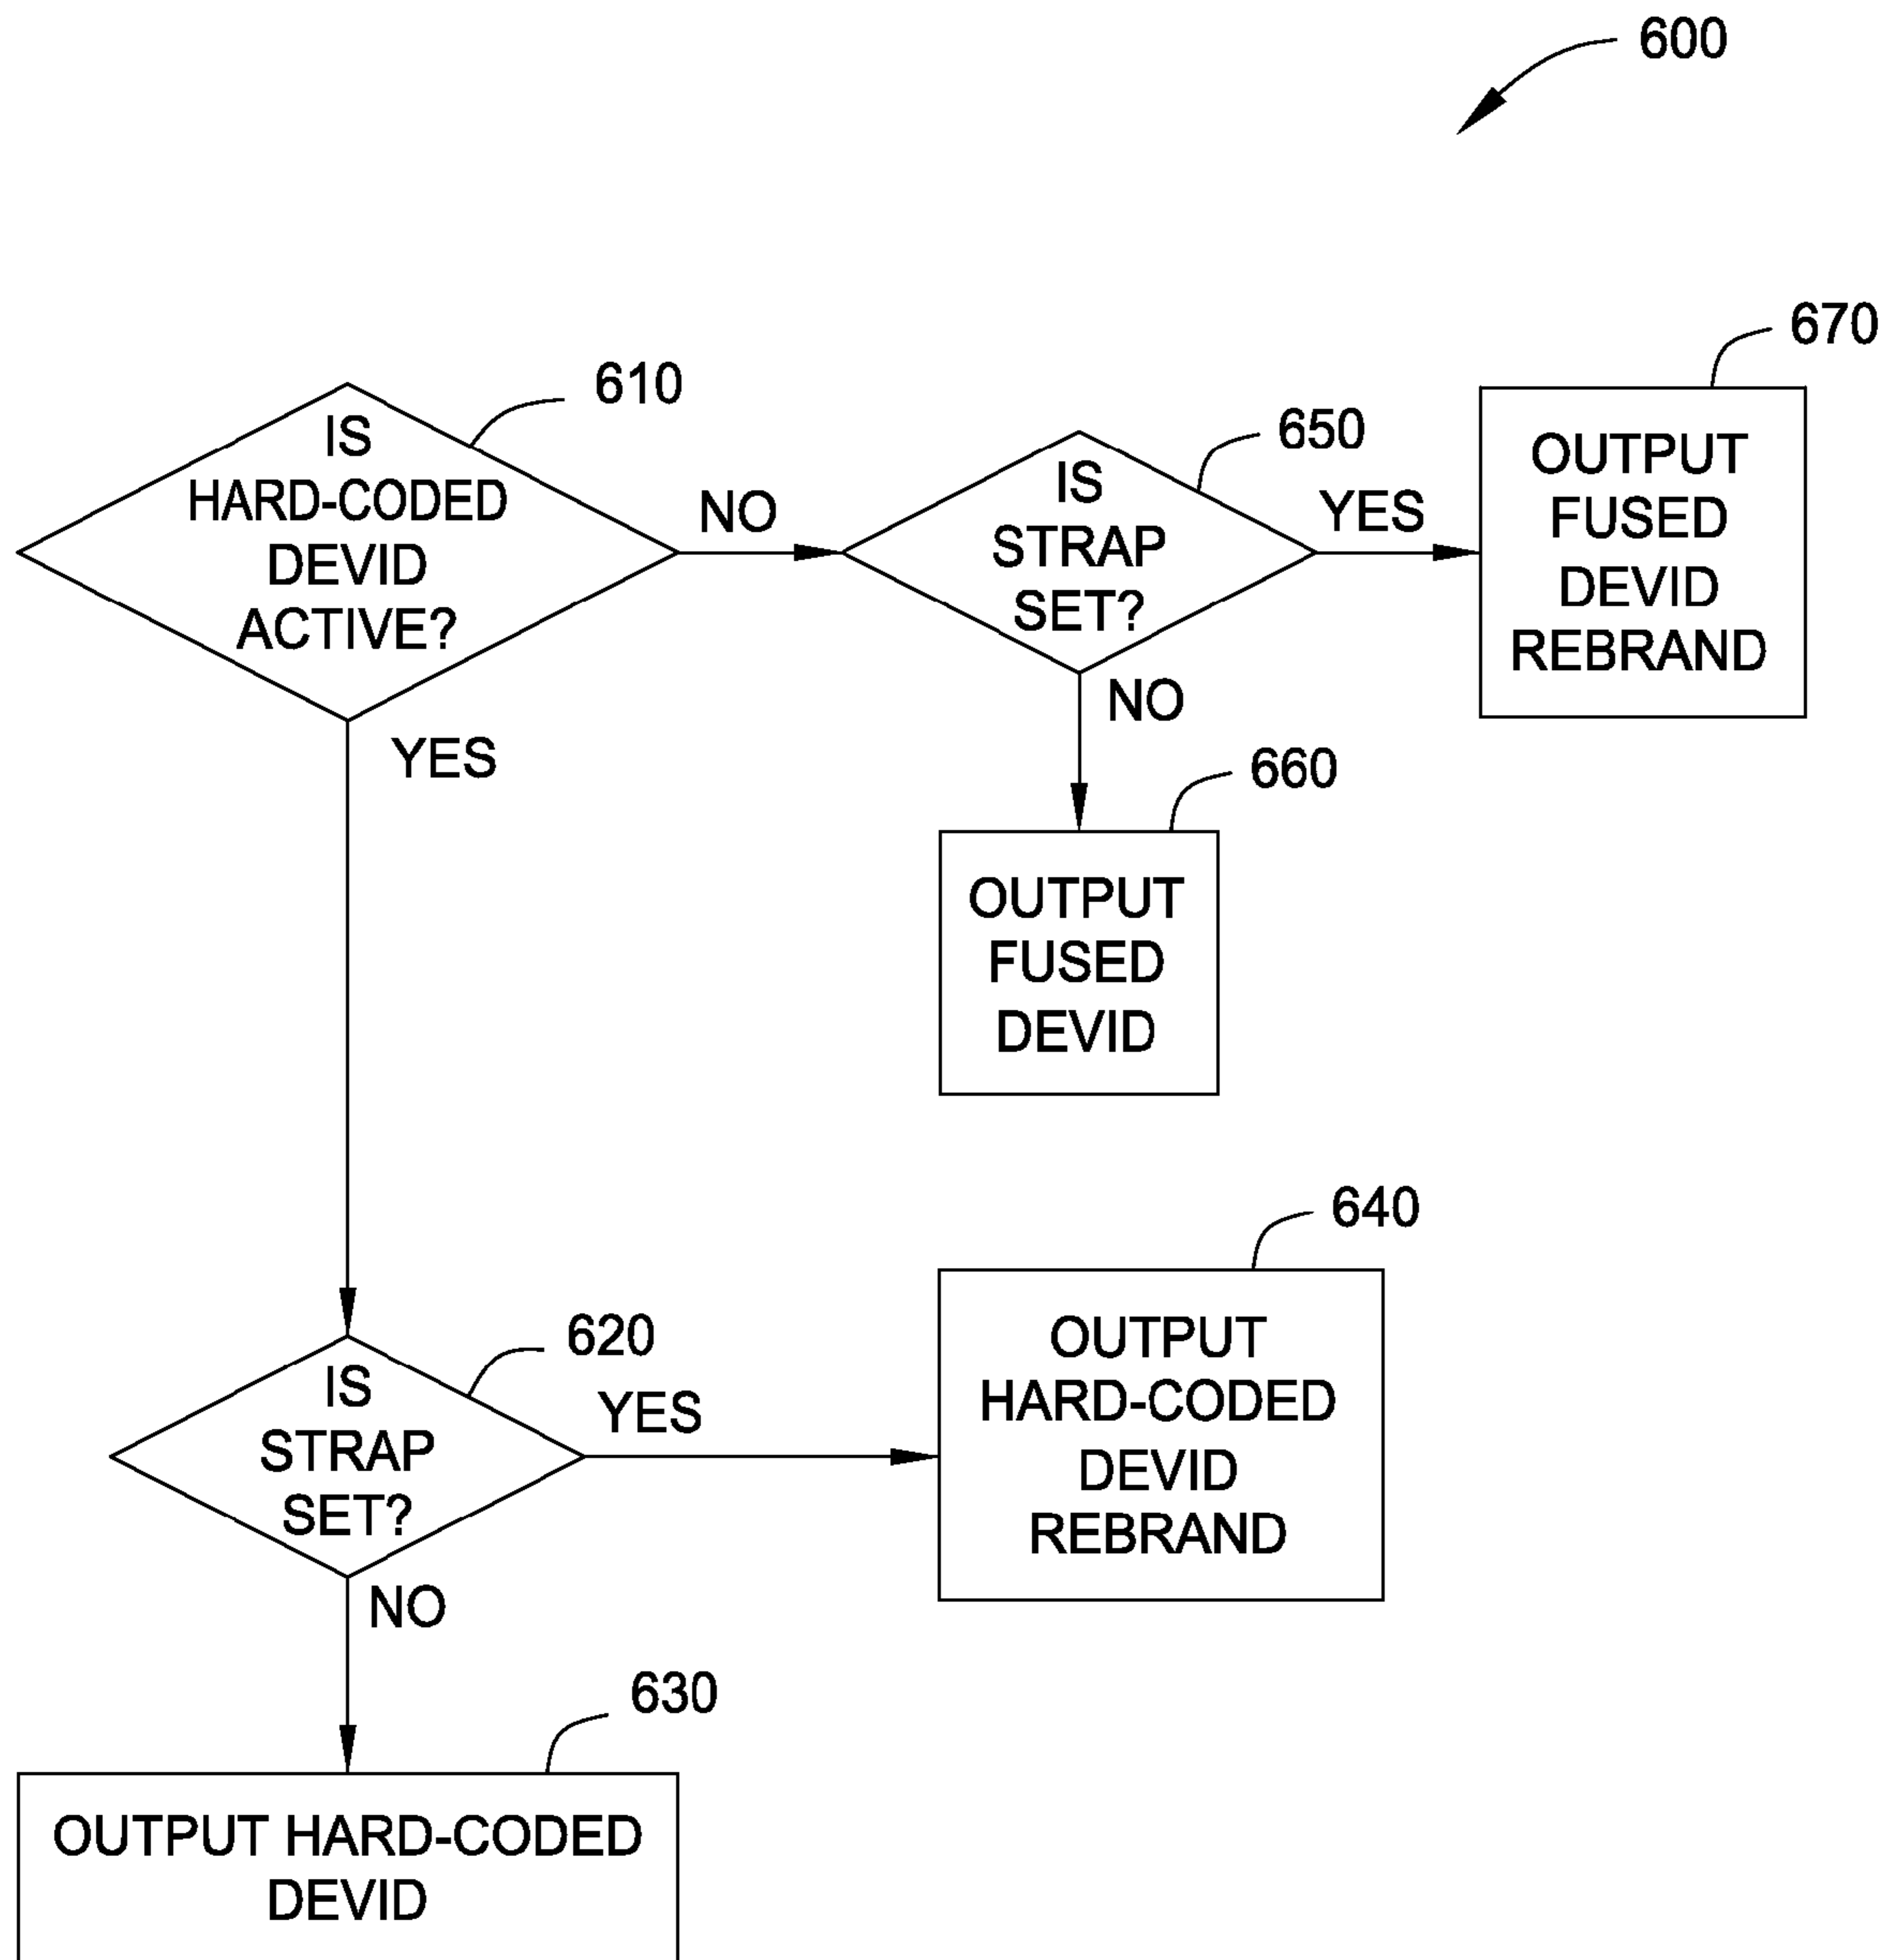 600
610
IS
HARD-CODED
DEVID
ACTIVE?
NO
YES
650
IS
STRAP
SET?
YES
NO
670
OUTPUT
FUSED
DEVID
REBRAND
660
OUTPUT
FUSED
DEVID
620
IS
STRAP
SET?
YES
NO
640
OUTPUT
HARD-CODED
DEVID
REBRAND
630
OUTPUT HARD-CODED
DEVID